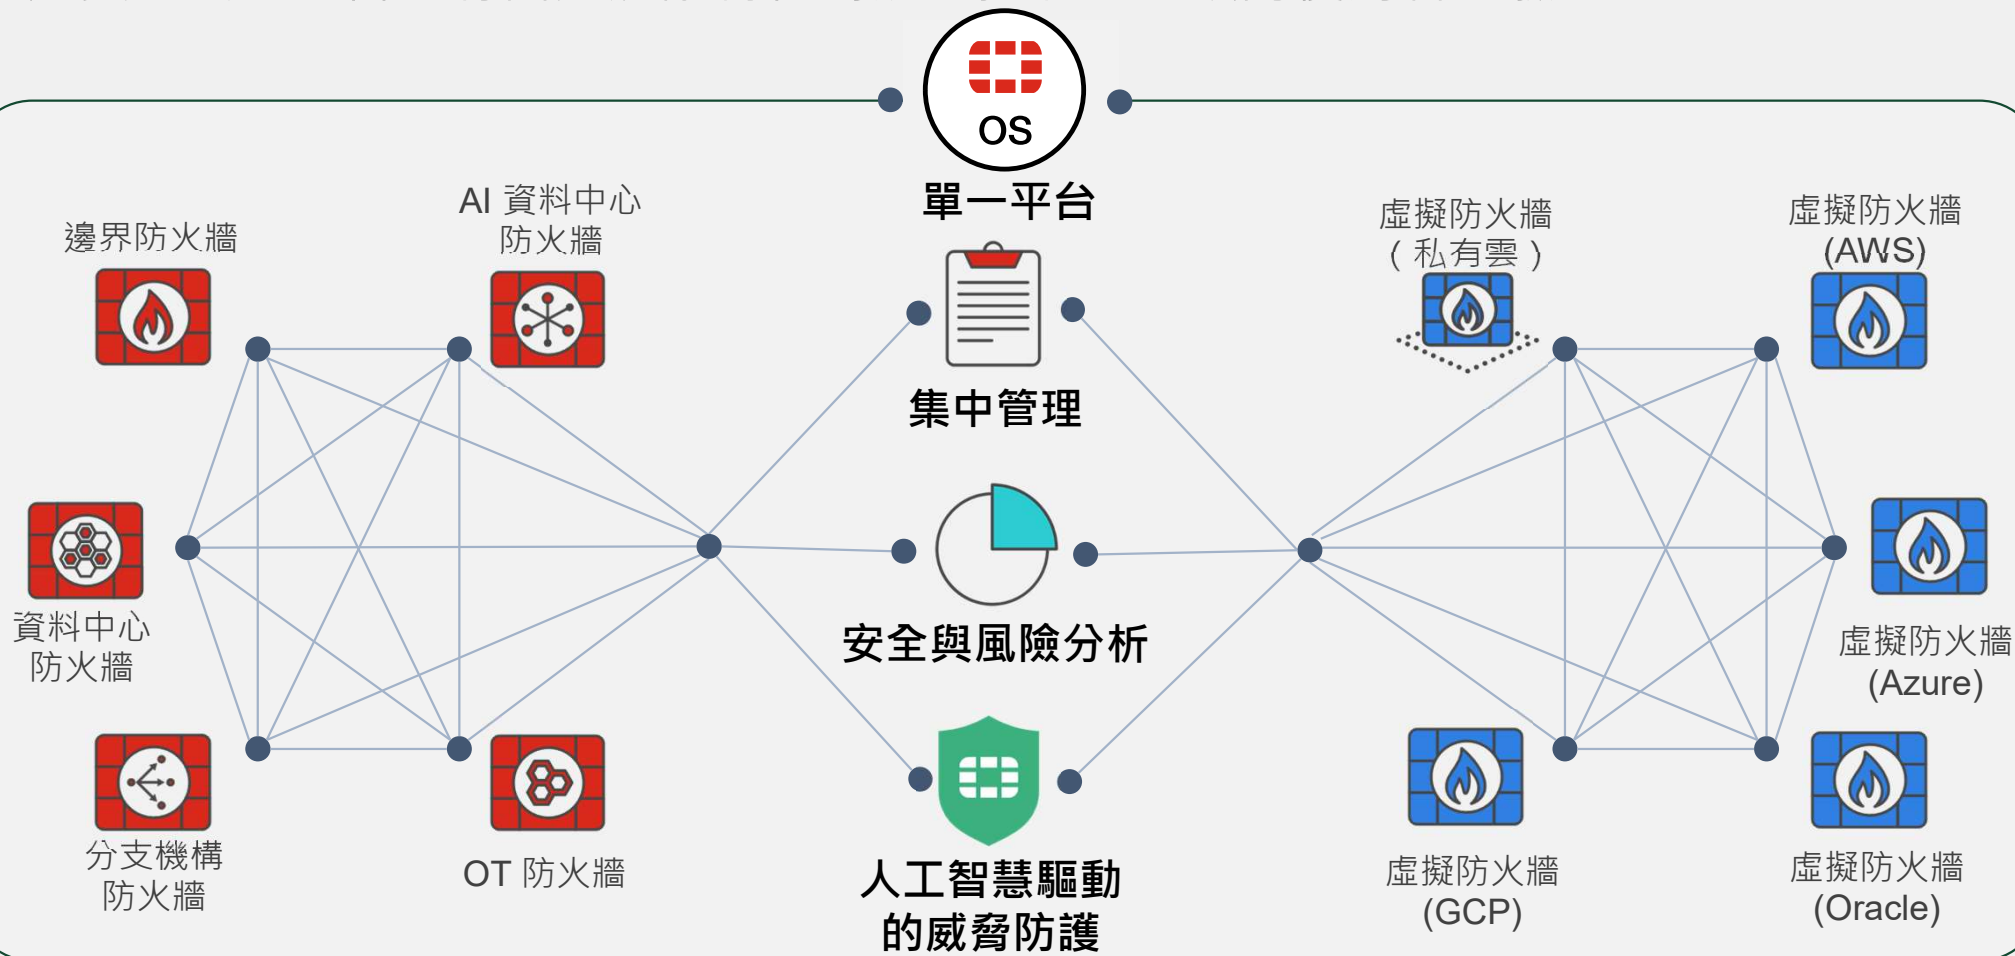 OS
單一平台
邊界防火牆
AI 資料中心
防火牆
資料中心
防火牆
分支機構
防火牆
OT 防火牆
集中管理
安全與風險分析
人工智慧驅動
的威脅防護
虛擬防火牆
（私有雲）
虛擬防火牆
(AWS)
虛擬防火牆
(Azure)
虛擬防火牆
(GCP)
虛擬防火牆
(Oracle)